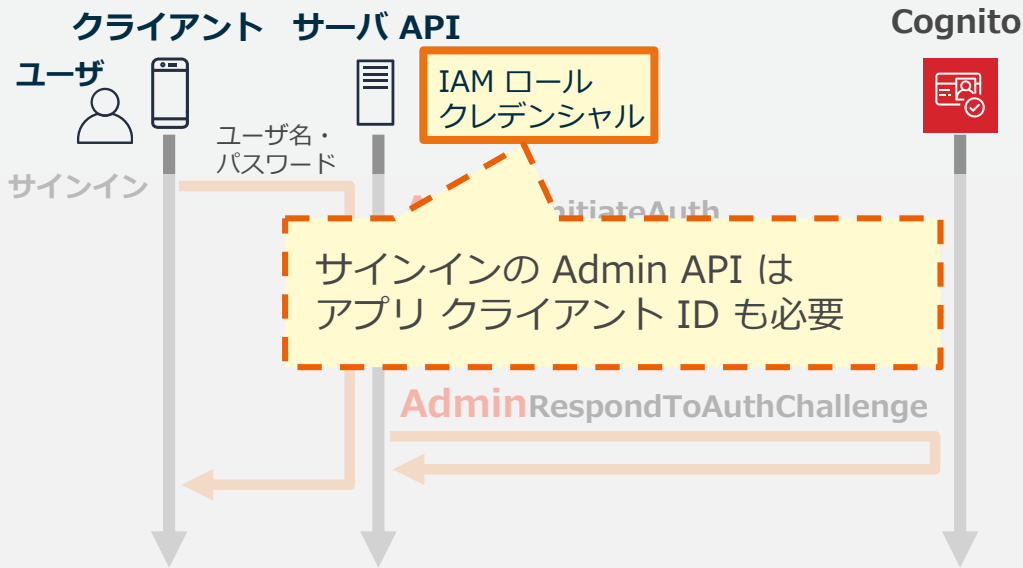 クライアント サーバ API
Cognito
ユーザ
IAM ロール
クレデンシャル
ユーザ名・
パスワード
サインイン
サインインの Admin API は
アプリ クライアント ID も必要
AdminRespondToAuthChallenge